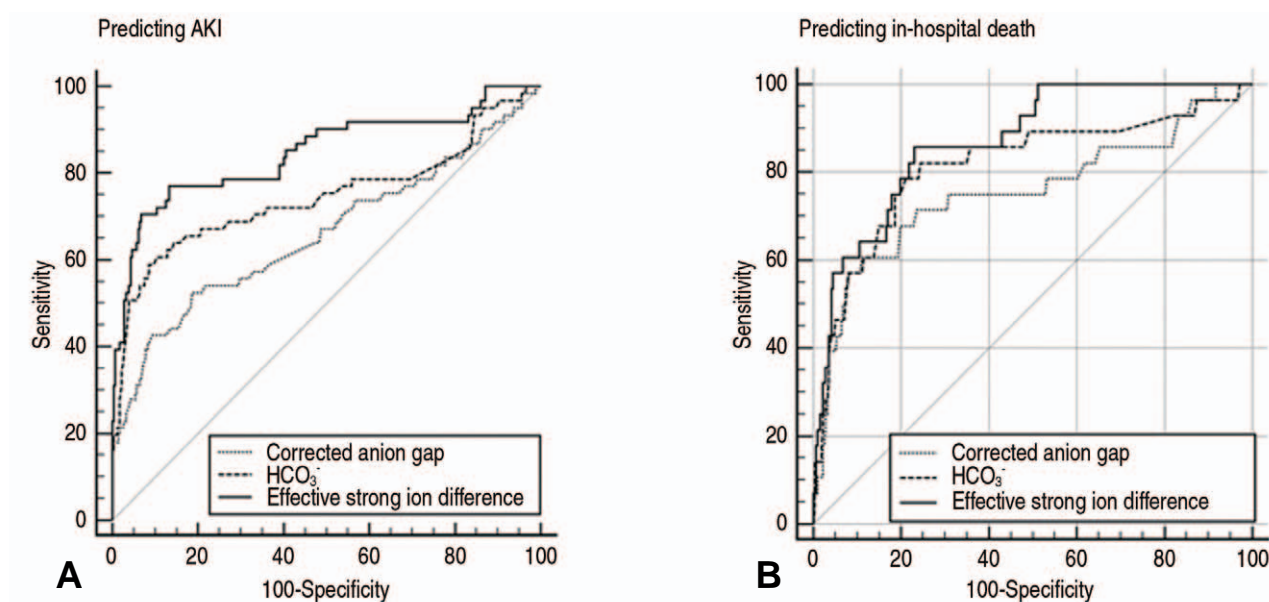 Predicting AKI
100
80
60
40
20
0
Sensitivity
Corrected anion gap
HCO₃⁻
Effective strong ion difference
0 20 40 60 80 100
100-Specificity
A
Predicting in-hospital death
100
80
60
40
20
0
Sensitivity
Corrected anion gap
HCO₃⁻
Effective strong ion difference
0 20 40 60 80 100
100-Specificity
B